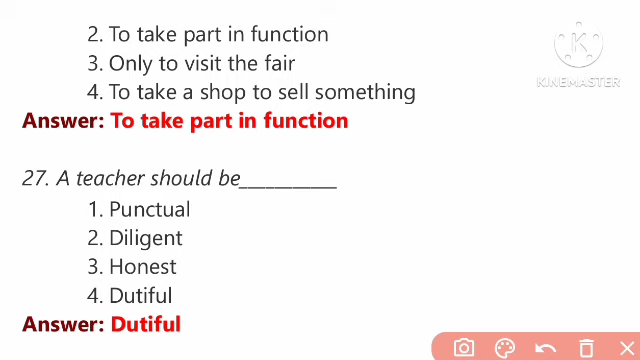 2. To take part in function
3. Only to visit the fair
4. To take a shop to sell something
Answer: To take part in function
27. A teacher should be___________
1. Punctual
2. Diligent
3. Honest
4. Dutiful
Answer: Dutiful
K
KINEMASTER